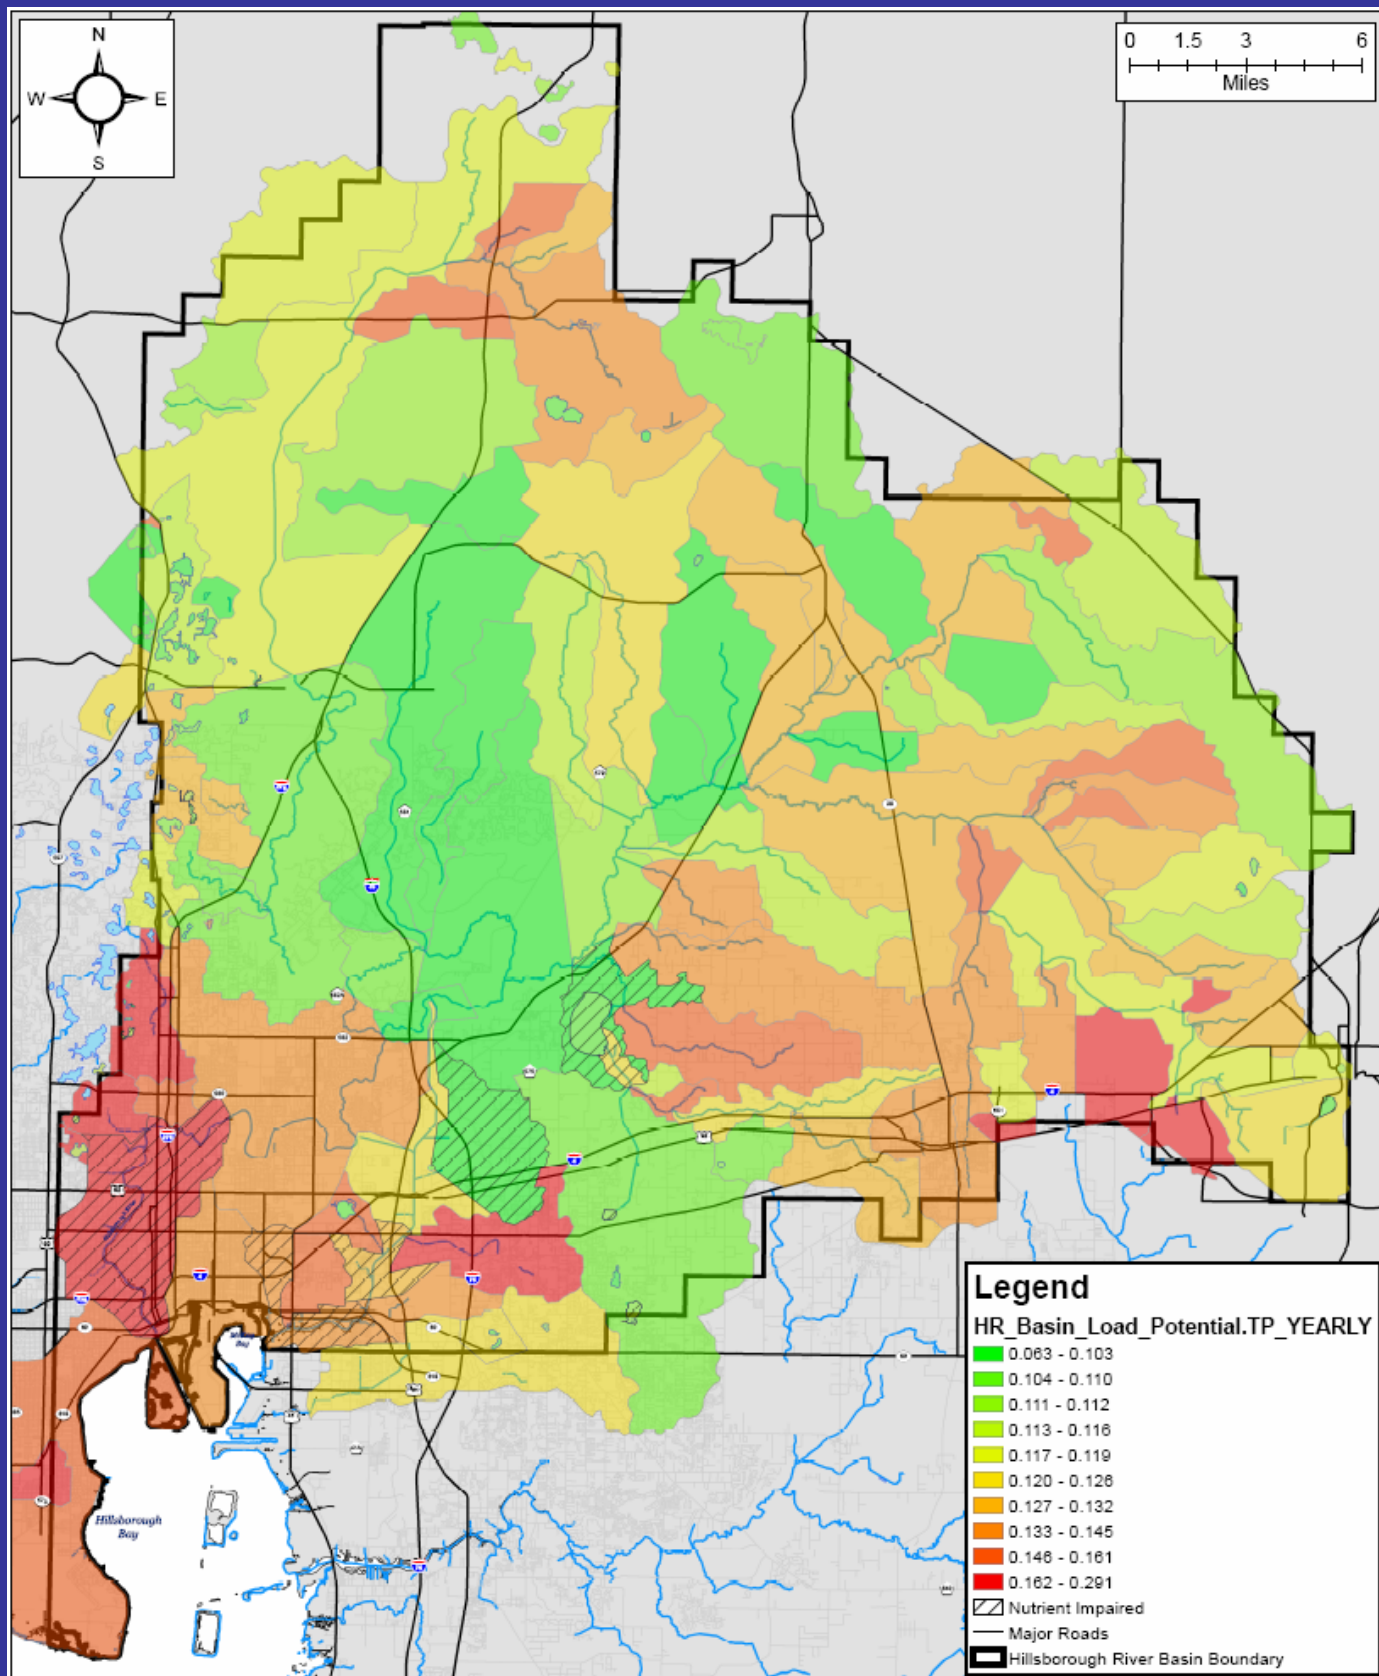 N
W E
S
0 1.5 3 6
Miles
Hillsborough
Bay
Legend
HR_Basin_Load_Potential.TP_YEARLY
0.063 - 0.103
0.104 - 0.110
0.111 - 0.112
0.113 - 0.116
0.117 - 0.119
0.120 - 0.126
0.127 - 0.132
0.133 - 0.145
0.146 - 0.161
0.162 - 0.291
Nutrient Impaired
Major Roads
Hillsborough River Basin Boundary